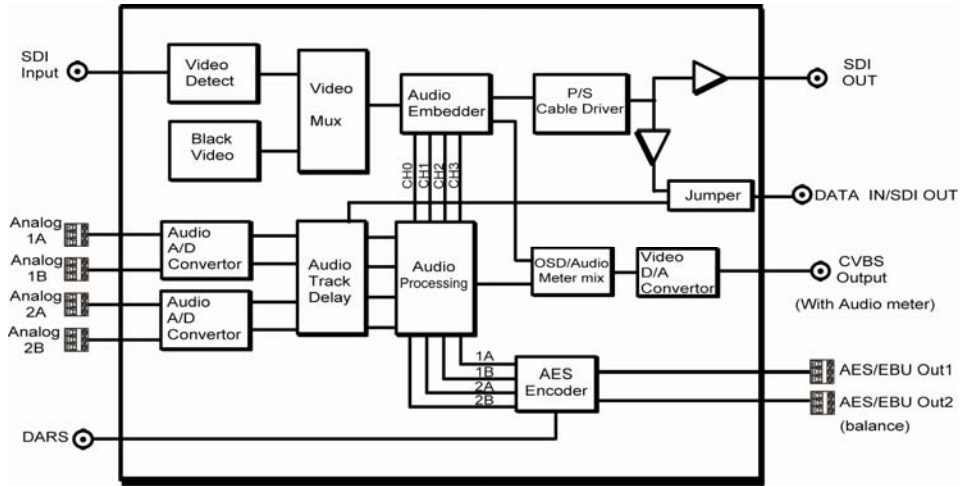 SDI
Input
Video
Detect
Black
Video
Video
Mux
Audio
Embedder
P/S
Cable Driver
SDI
OUT
Jumper
DATA IN/SDI OUT
CH0
CH1
CH2
CH3
Analog
1A
Analog
1B
Analog
2A
Analog
2B
Audio
A/D
Convertor
Audio
A/D
Convertor
Audio
Track
Delay
Audio
Processing
OSD/Audio
Meter mix
Video
D/A
Convertor
CVBS
Output
(With Audio meter)
1A
1B
2A
2B
AES
Encoder
AES/EBU Out1
AES/EBU Out2
(balance)
DARS